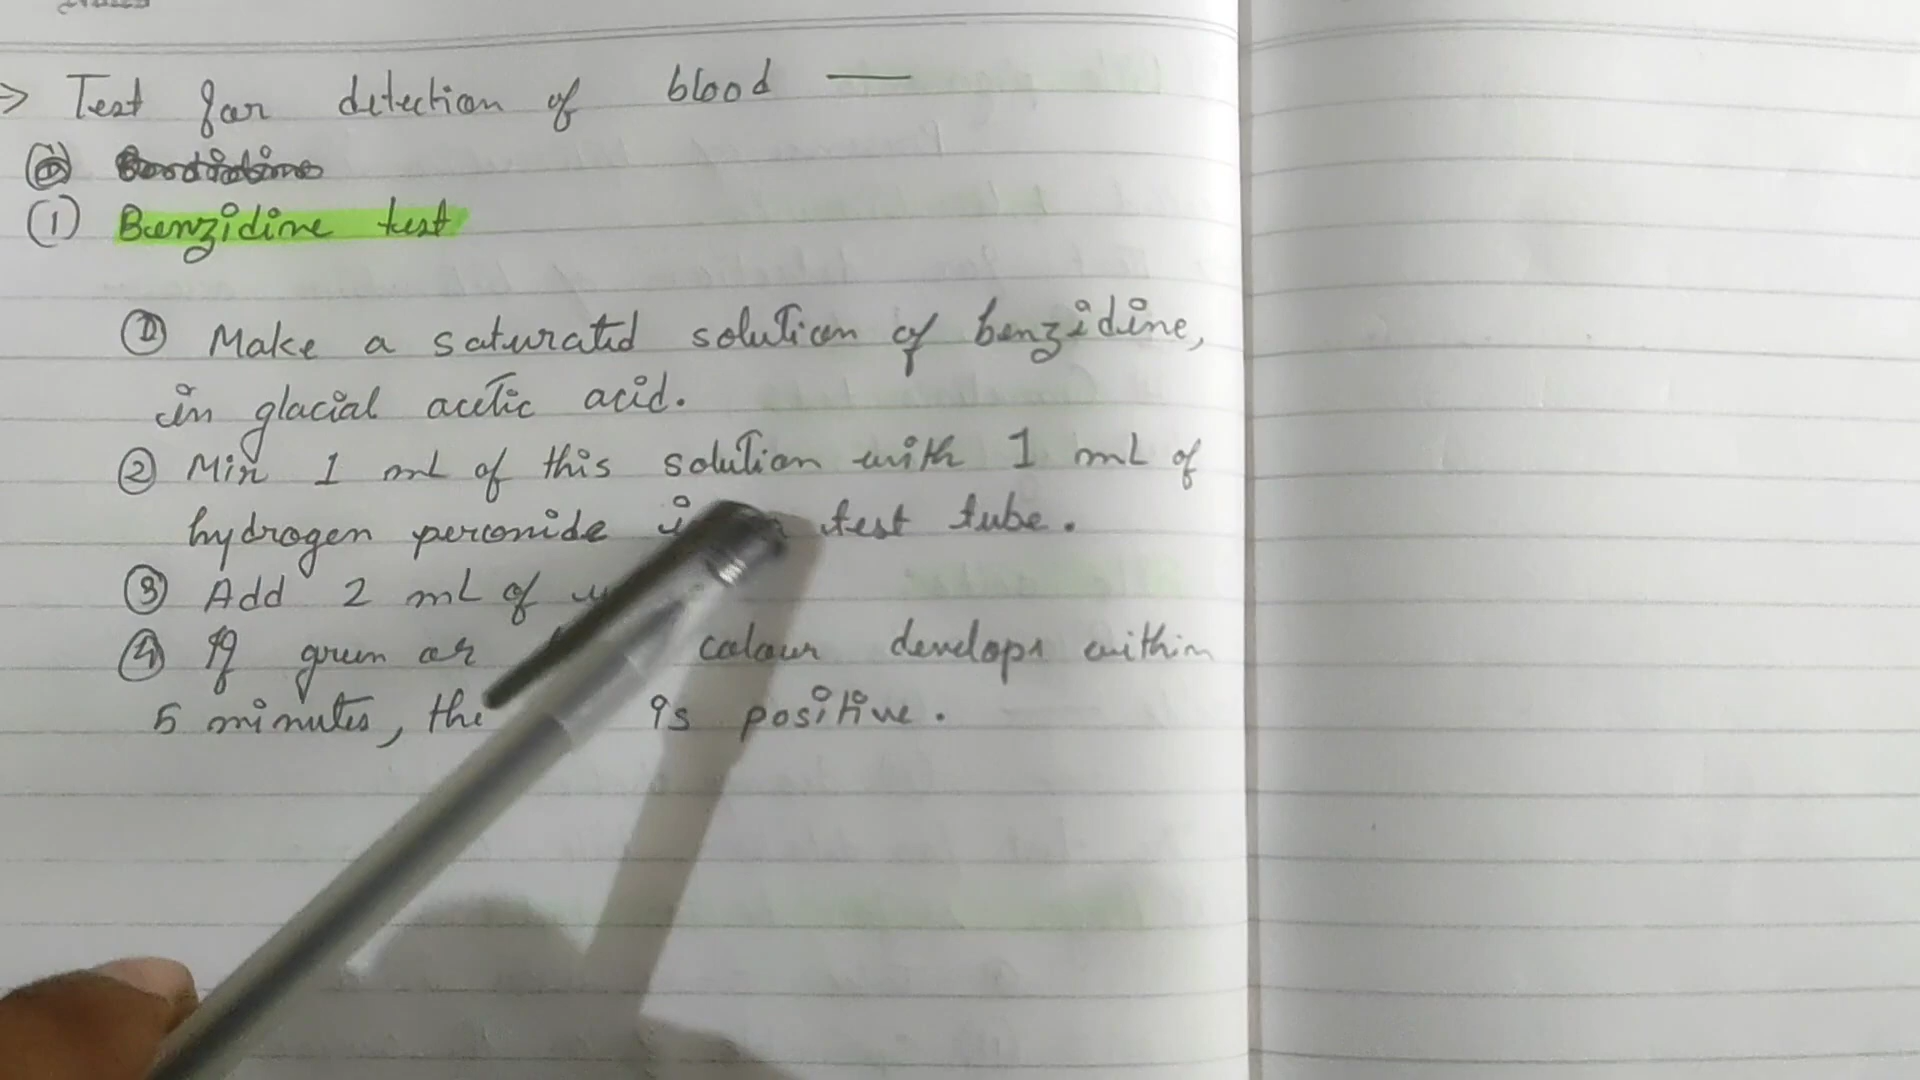 ⇒ Test for detection of blood —
① Benzidine test
① Make a saturated solution of benzidine,
in glacial acetic acid.
② Mix 1 mL of this solution with 1 mL of
hydrogen peroxide test tube.
③ Add 2 mL of
④ If green or colour develops within
5 minutes, the is positive.